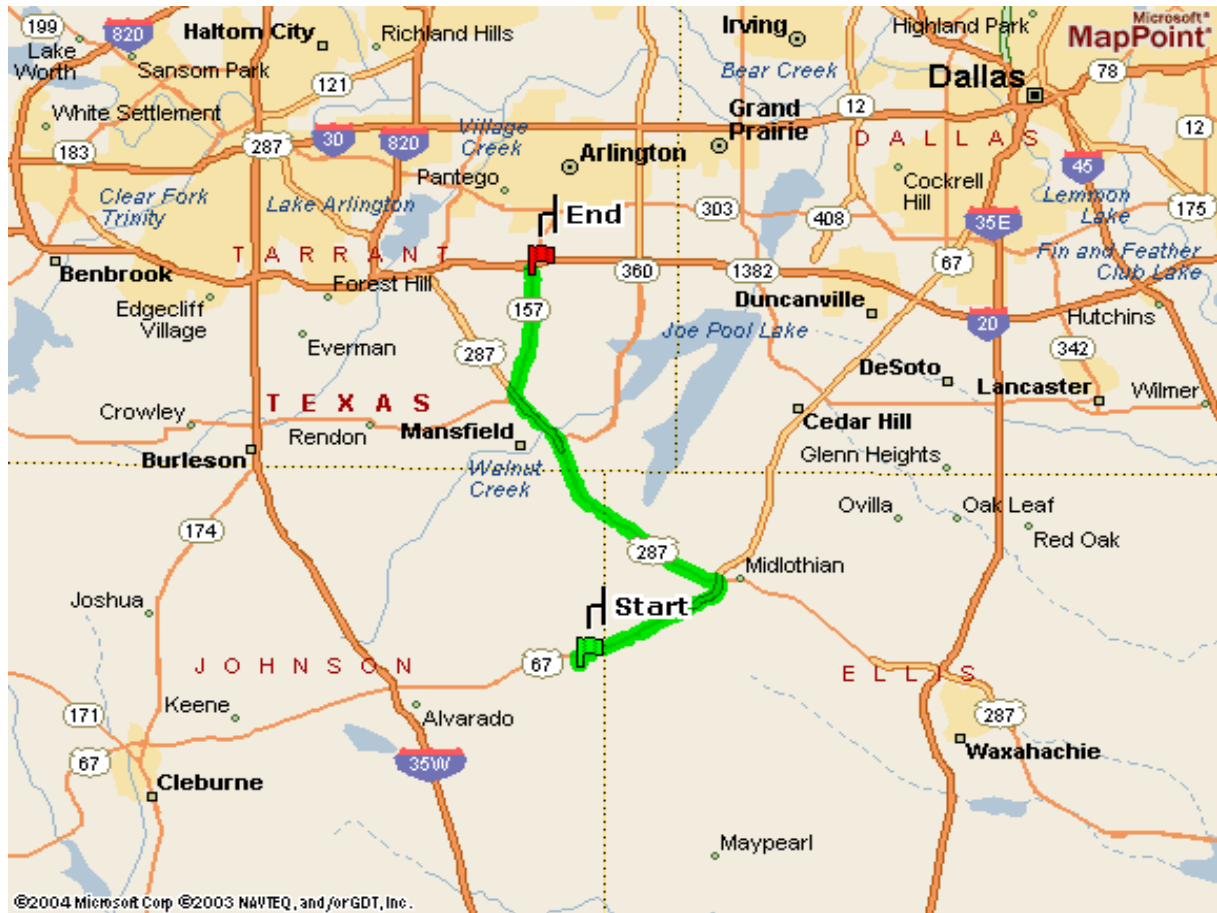 199
820
Haltom City
Richland Hills
Irving
Highland Park
Microsoft®
MapPoint®
Lake
Worth
Sansom Park
Bear Creek
Dallas
78
121
White Settlement
Village
Creek
12
Grand
Prairie
DALLAS
12
287
30
820
183
Arlington
Pantego
Cockrell
Hill
45
Clear Fork
Trinity
Lake Arlington
End
303
408
35E
Lemmon
Lake
175
TARRANT
Benbrook
Forest Hill
360
1382
67
Fin and Feather
Club Lake
Edgecliff
Village
157
Duncanville
Hutchins
Everman
287
Joe Pool Lake
20
342
DeSoto
Lancaster
Wilmer
TEXAS
Crowley
Rendon
Mansfield
Cedar Hill
Burleson
Walnut
Creek
Glenn Heights
174
Ovilla
Oak Leaf
Red Oak
287
Midlothian
Joshua
Start
JOHNSON
67
ELLIS
171
Keene
Alvarado
287
67
35W
Waxahachie
Cleburne
Maypearl
©2004 Microsoft Corp ©2003 NAVTEQ, and/or GDT, Inc.